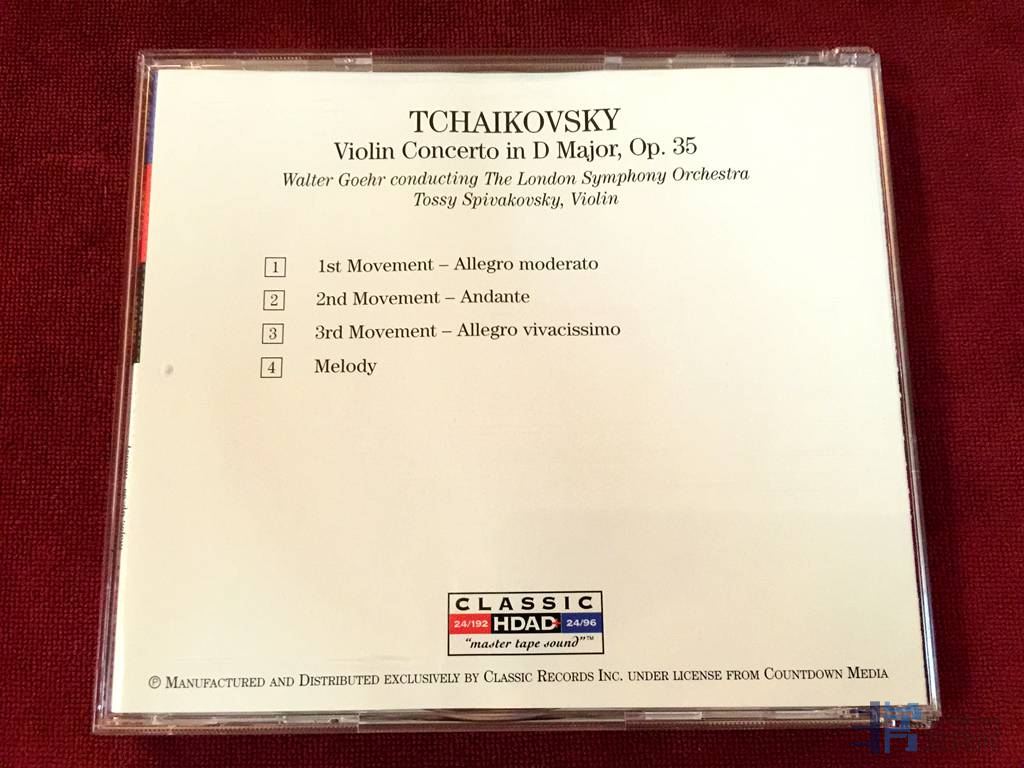 TCHAIKOVSKY
Violin Concerto in D Major, Op. 35
Walter Goehr conducting The London Symphony Orchestra
Tossy Spivakovsky, Violin
1 1st Movement – Allegro moderato
2 2nd Movement – Andante
3 3rd Movement – Allegro vivacissimo
4 Melody
CLASSIC
24/192 HDAD 24/96
“master tape sound”™
℗ Manufactured and Distributed exclusively by Classic Records Inc. under license from Countdown Media